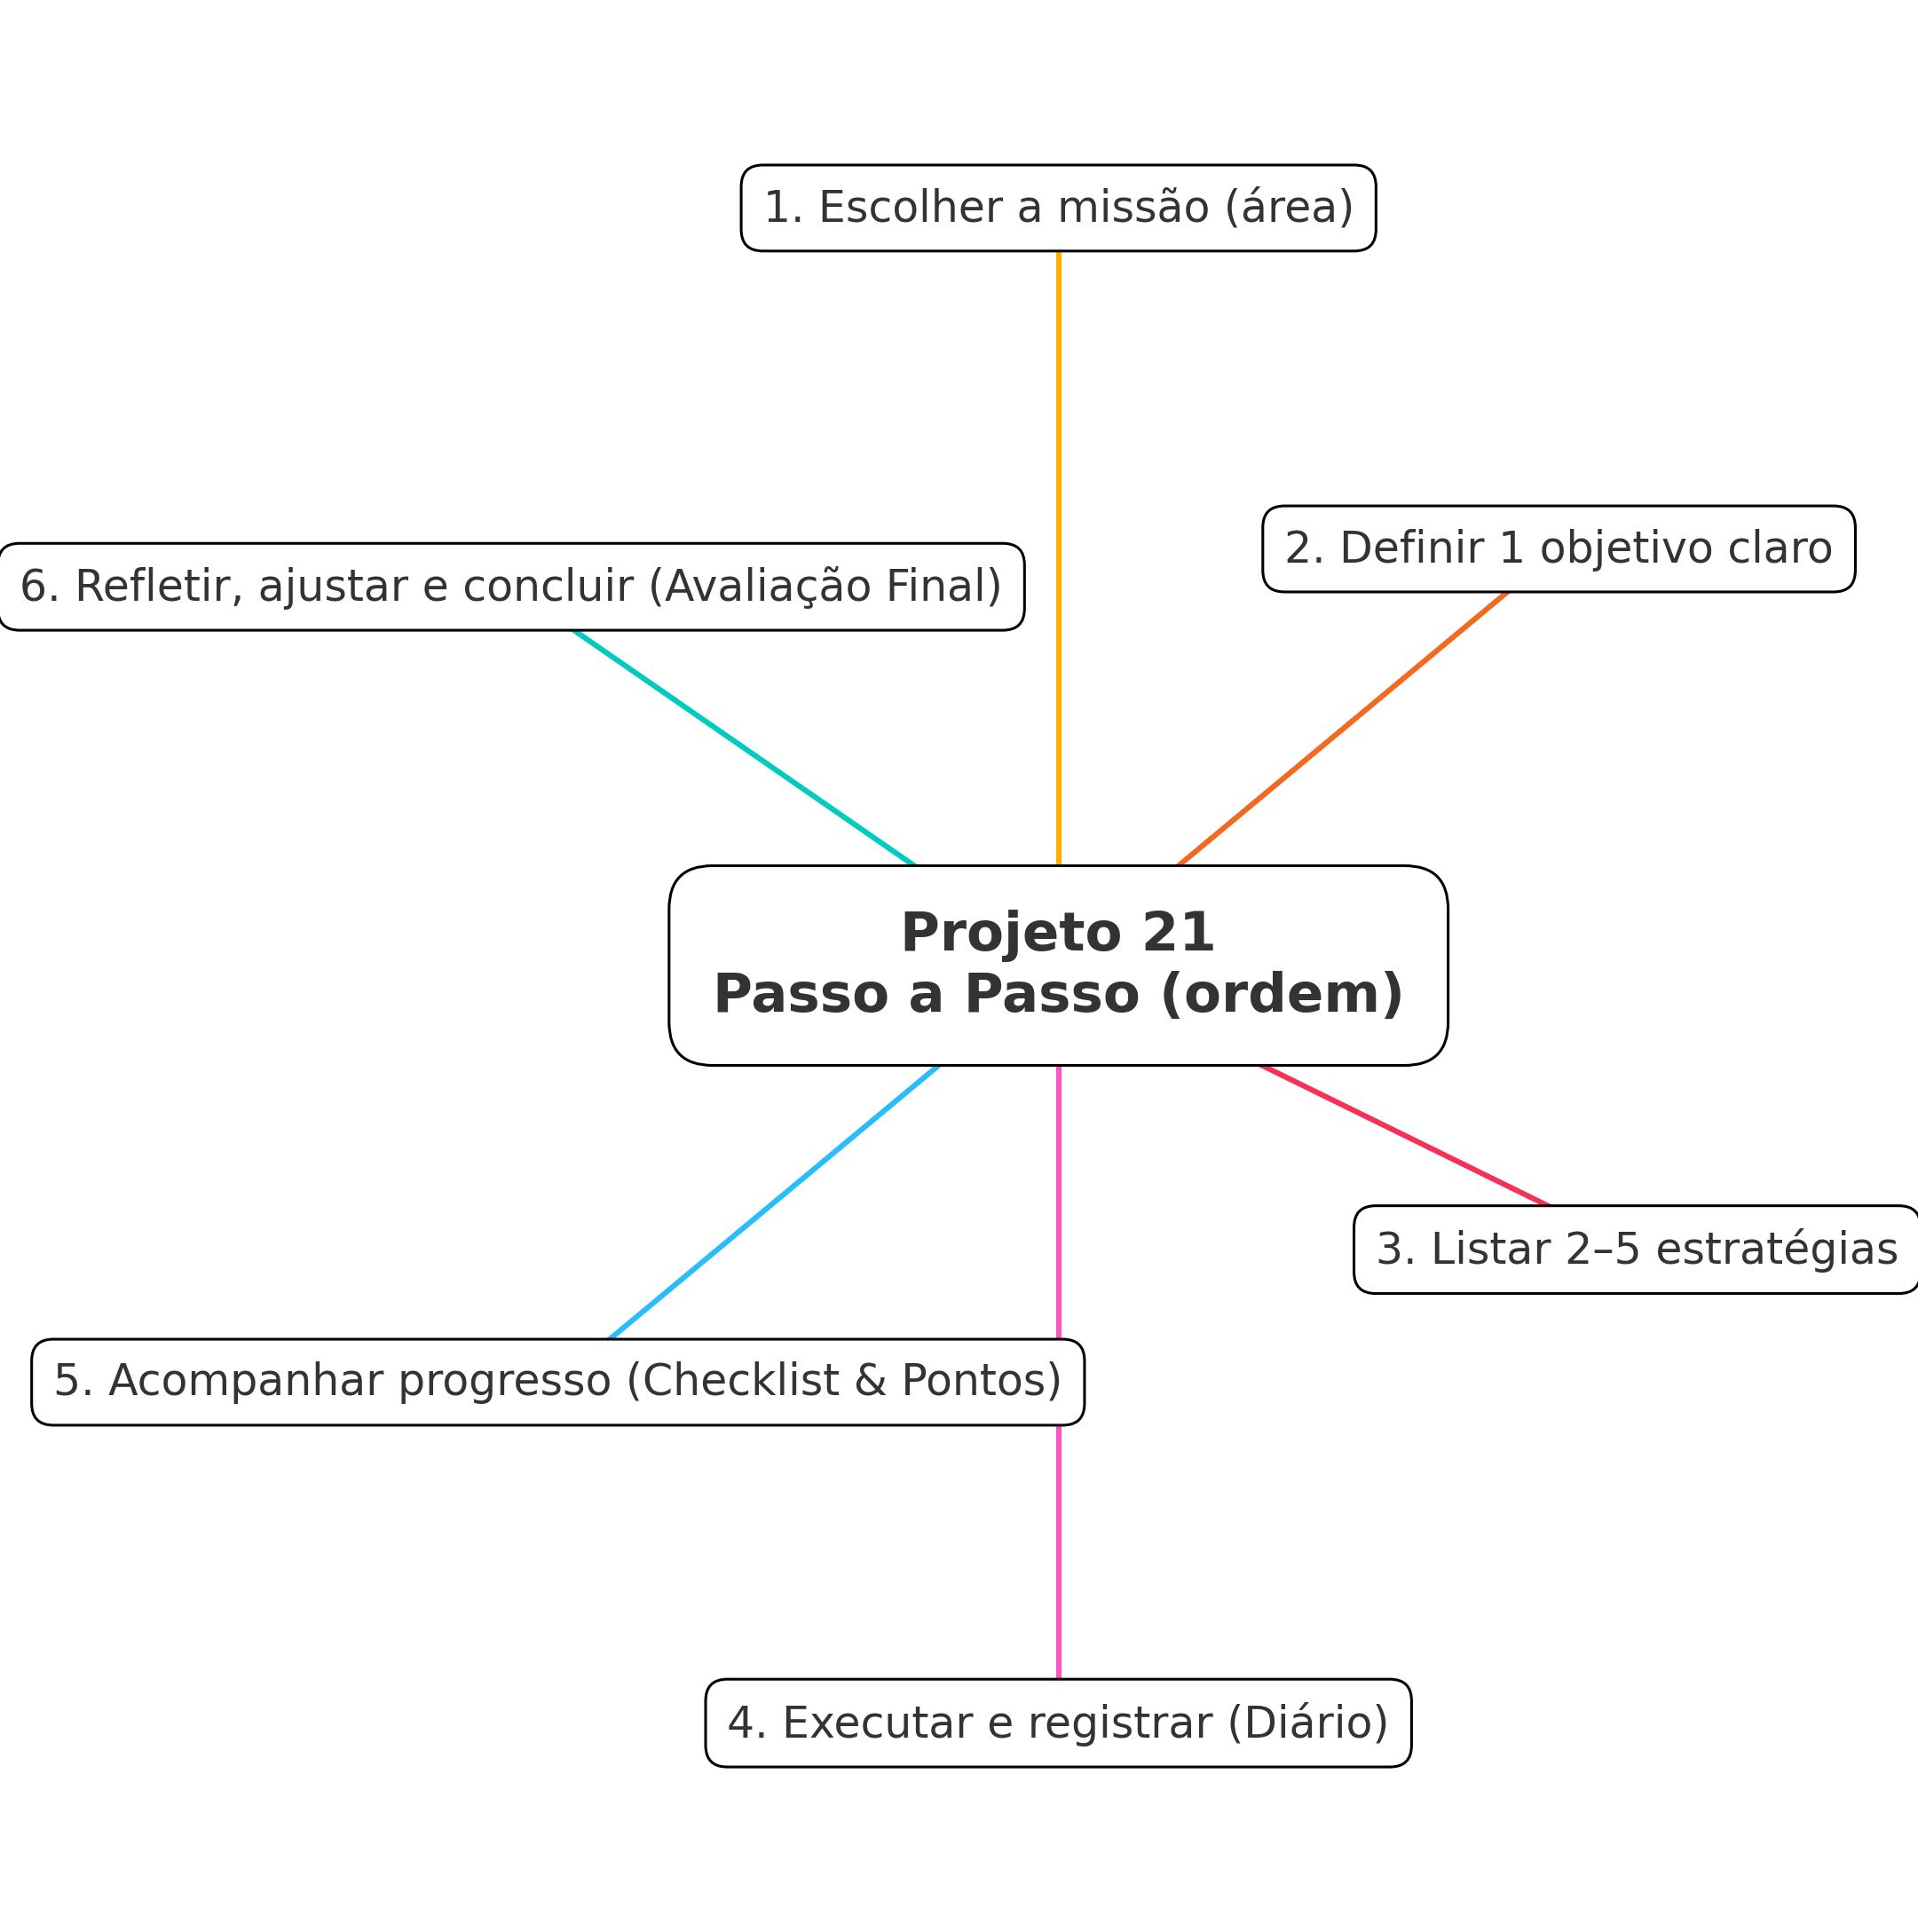 1. Escolher a missão (área)
2. Definir 1 objetivo claro
6. Refletir, ajustar e concluir (Avaliação Final)
Projeto 21
Passo a Passo (ordem)
3. Listar 2–5 estratégias
5. Acompanhar progresso (Checklist & Pontos)
4. Executar e registrar (Diário)